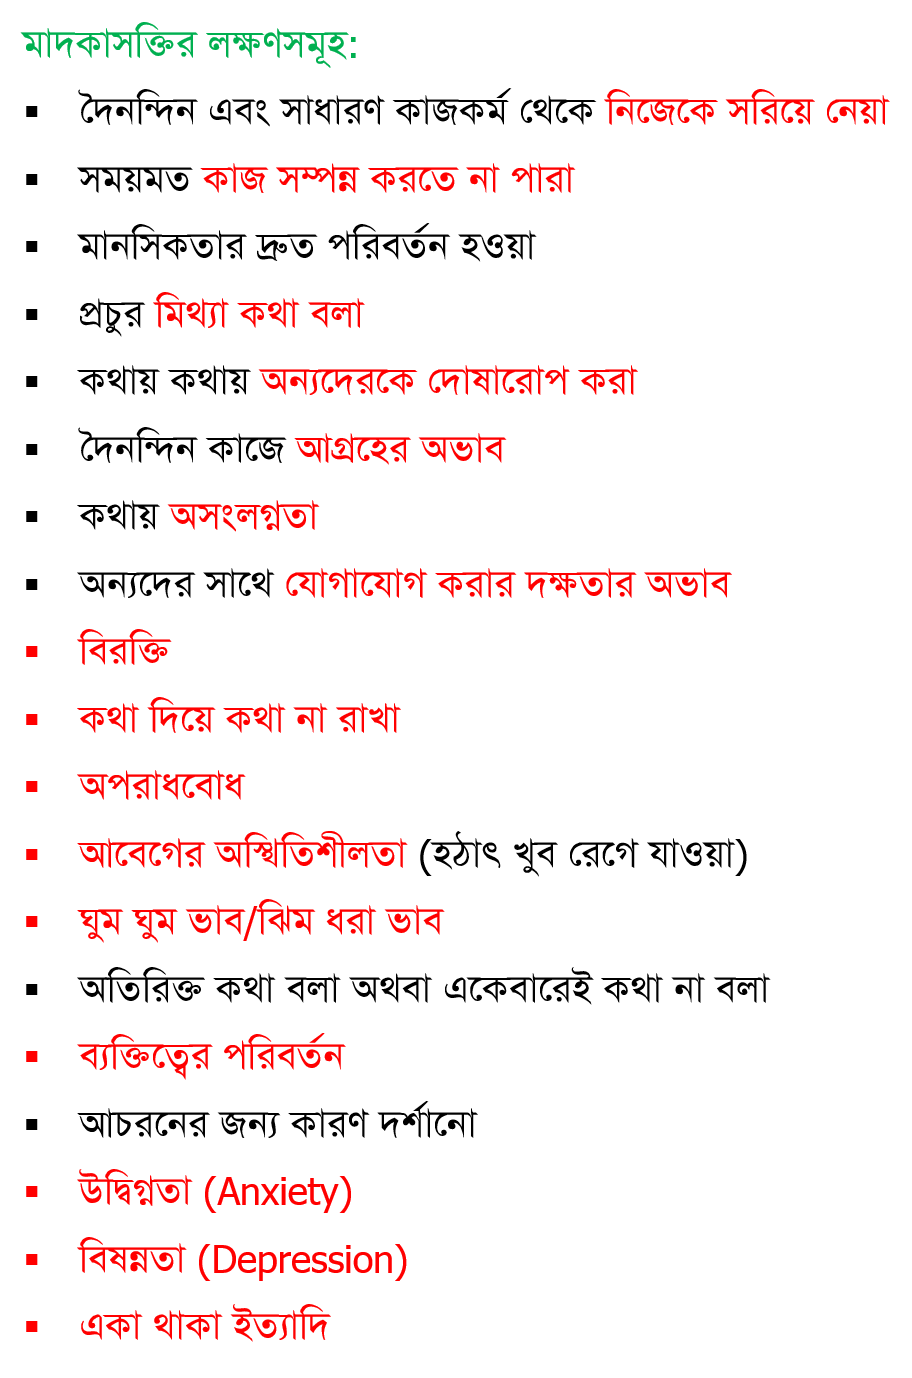 মাদকাসক্তির লক্ষণসমূহ:
▪ দৈনন্দিন এবং সাধারণ কাজকর্ম থেকে নিজেকে সরিয়ে নেয়া
▪ সময়মত কাজ সম্পন্ন করতে না পারা
▪ মানসিকতার দ্রুত পরিবর্তন হওয়া
▪ প্রচুর মিথ্যা কথা বলা
▪ কথায় কথায় অন্যদেরকে দোষারোপ করা
▪ দৈনন্দিন কাজে আগ্রহের অভাব
▪ কথায় অসংলগ্নতা
▪ অন্যদের সাথে যোগাযোগ করার দক্ষতার অভাব
▪ বিরক্তি
▪ কথা দিয়ে কথা না রাখা
▪ অপরাধবোধ
▪ আবেগের অস্থিতিশীলতা (হঠাৎ খুব রেগে যাওয়া)
▪ ঘুম ঘুম ভাব/ঝিম ধরা ভাব
▪ অতিরিক্ত কথা বলা অথবা একেবারেই কথা না বলা
▪ ব্যক্তিত্বের পরিবর্তন
▪ আচরনের জন্য কারণ দর্শানো
▪ উদ্বিগ্নতা (Anxiety)
▪ বিষন্নতা (Depression)
▪ একা থাকা ইত্যাদি